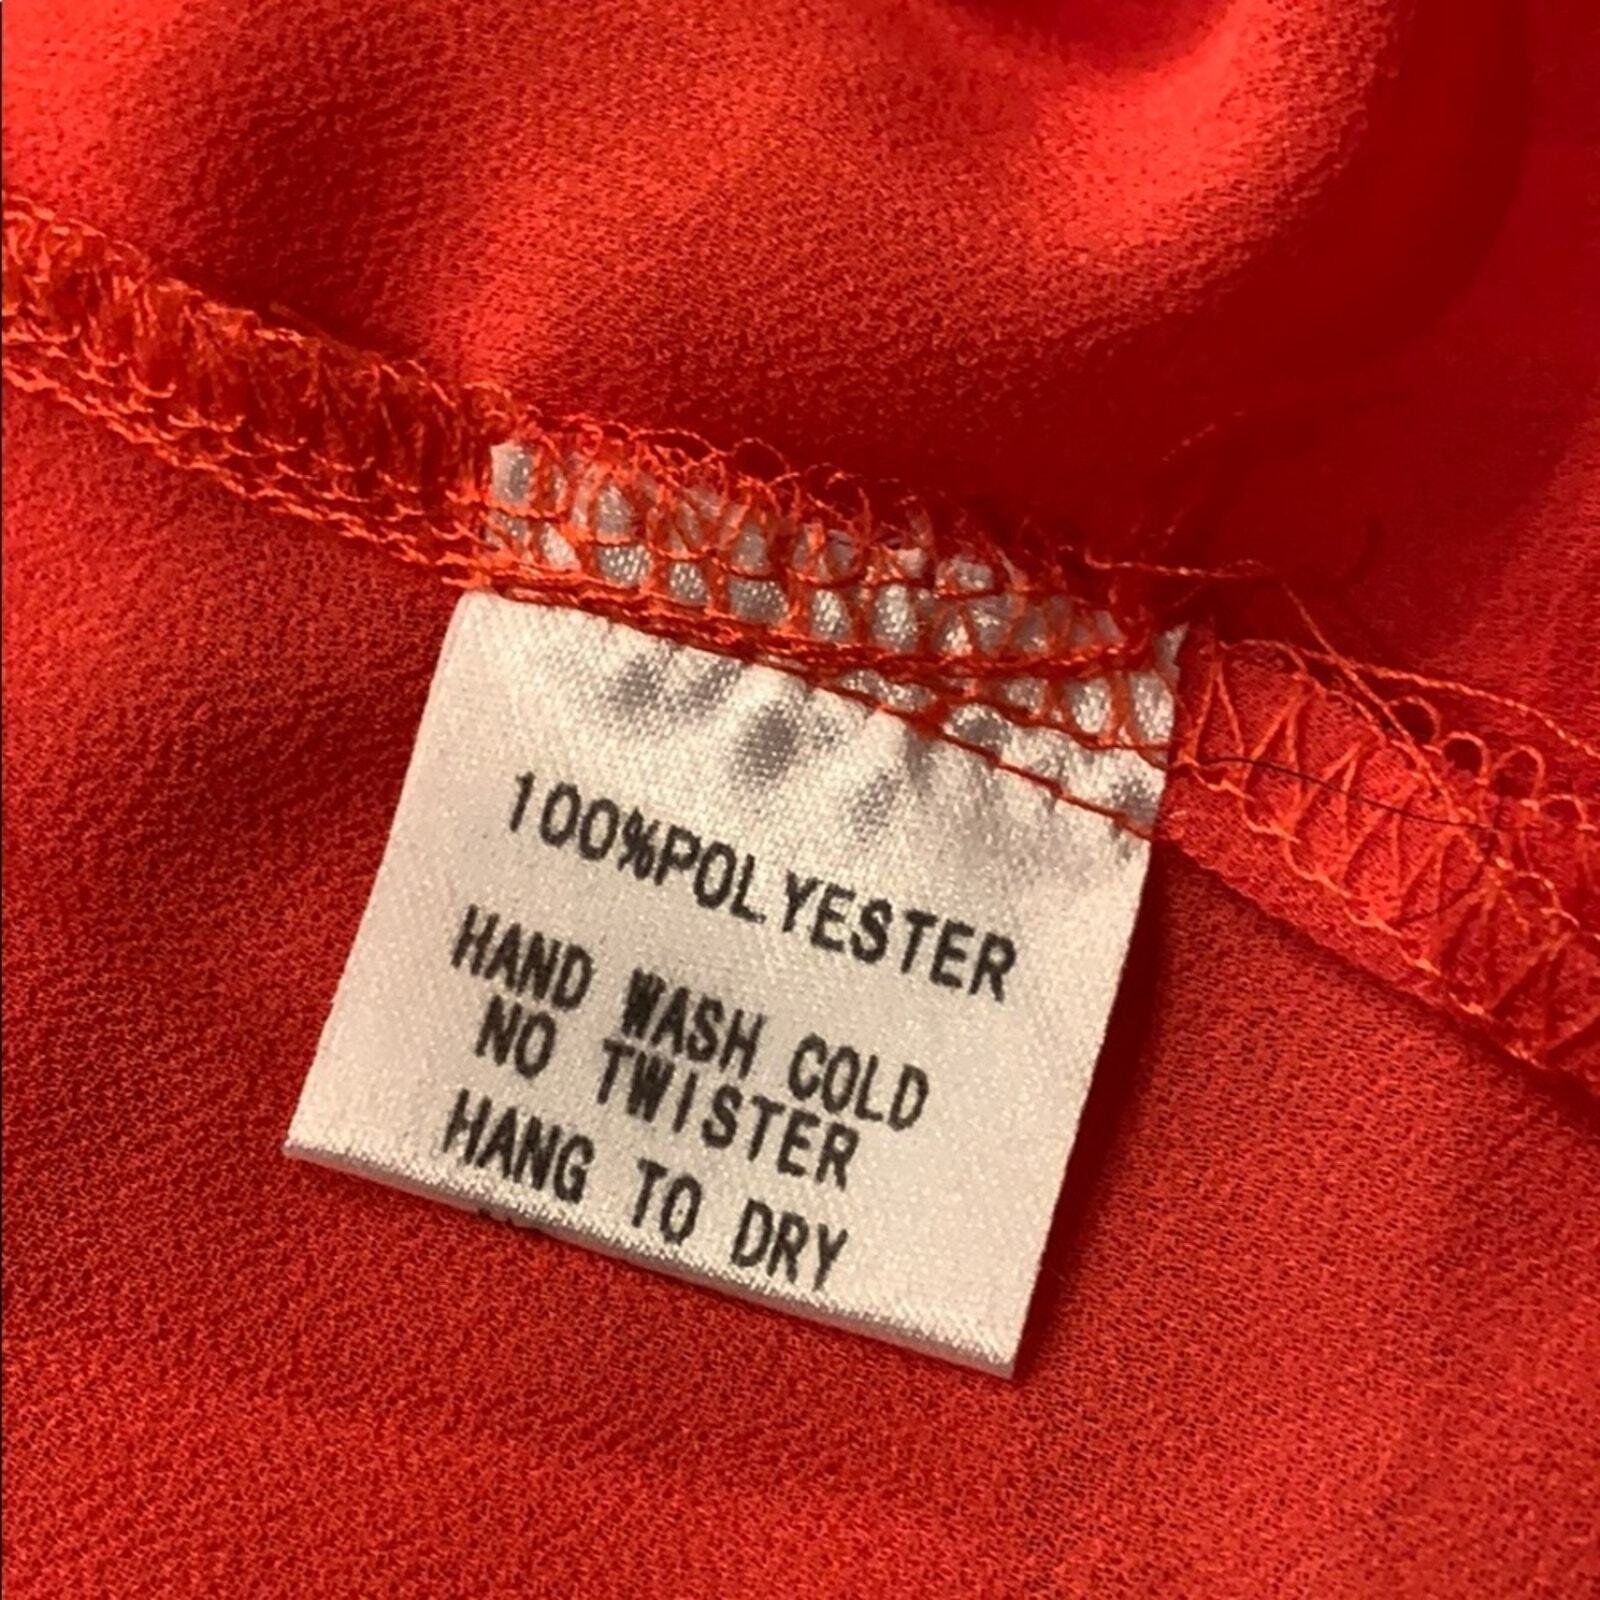 100%POLYESTER
HAND WASH COLD
NO TWISTER
HANG TO DRY